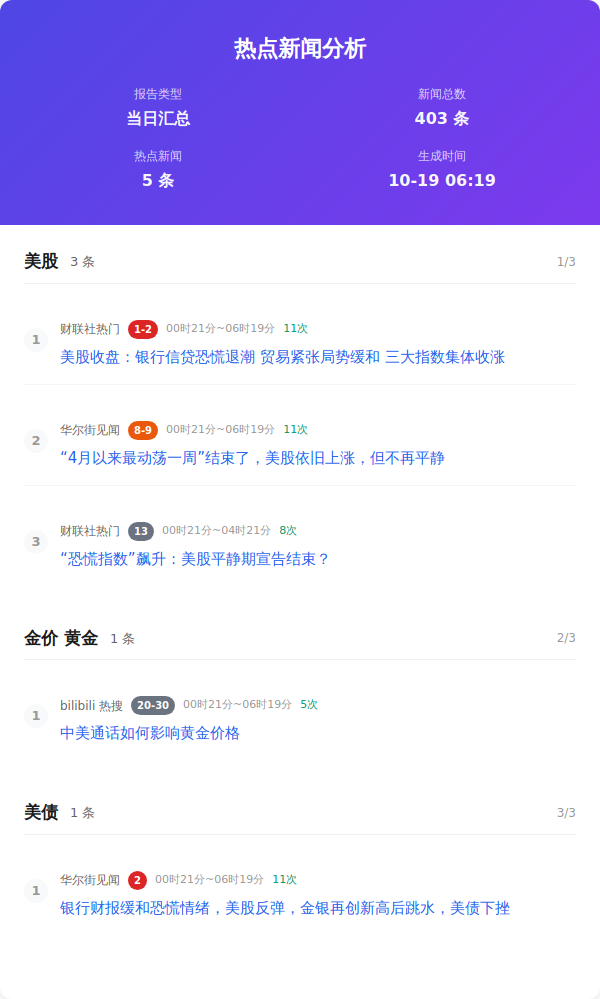 热点新闻分析
报告类型
新闻总数
当日汇总
403 条
热点新闻
生成时间
5 条
10-19 06:19
美股 3 条 1/3
1
财联社热门 1-2 00时21分~06时19分 11次
美股收盘：银行信贷恐慌退潮 贸易紧张局势缓和 三大指数集体收涨
2
华尔街见闻 8-9 00时21分~06时19分 11次
“4月以来最动荡一周”结束了，美股依旧上涨，但不再平静
3
财联社热门 13 00时21分~04时21分 8次
“恐慌指数”飙升：美股平静期宣告结束？
金价 黄金 1 条 2/3
1
bilibili 热搜 20-30 00时21分~06时19分 5次
中美通话如何影响黄金价格
美债 1 条 3/3
1
华尔街见闻 2 00时21分~06时19分 11次
银行财报缓和恐慌情绪，美股反弹，金银再创新高后跳水，美债下挫